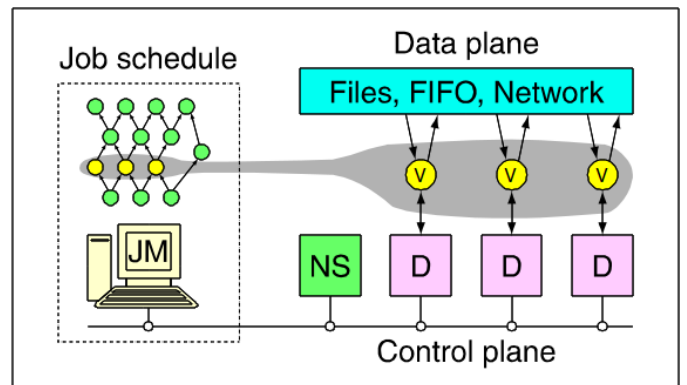 Job schedule
Data plane
Files, FIFO, Network
V V V
JM
NS D D D
Control plane